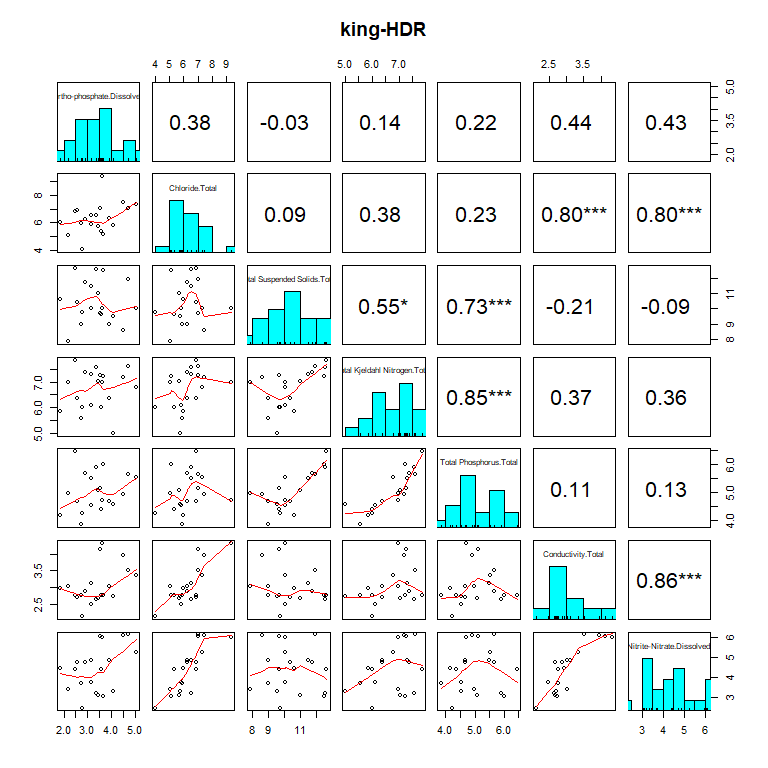 king-HDR
4 5 6 7 8 9
5.0 6.0 7.0
2.5 3.5
rtho-phosphate.Dissolve
0.38
-0.03
0.14
0.22
0.44
0.43
2.0 3.5 5.0
4 6 8
Chloride.Total
0.09
0.38
0.23
0.80***
0.80***
tal Suspended Solids.Tot
0.55*
0.73***
-0.21
-0.09
8 9 11
5.0 6.0 7.0
tal Kjeldahl Nitrogen.Tot
0.85***
0.37
0.36
Total Phosphorus.Total
0.11
0.13
4.0 5.0 6.0
2.5 3.5
Conductivity.Total
0.86***
Nitrite-Nitrate.Dissolved
3 4 5 6
2.0 3.0 4.0 5.0
8 9 11
4.0 5.0 6.0
3 4 5 6